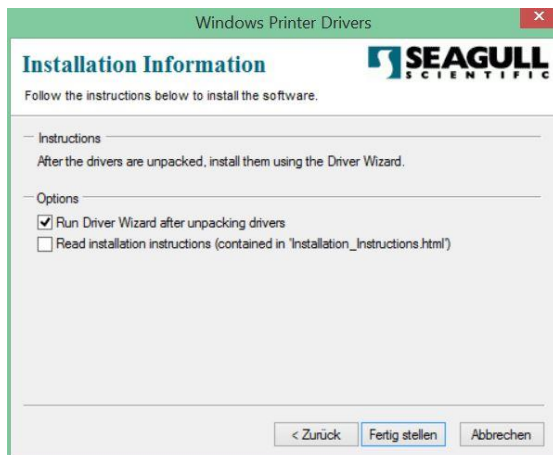 Windows Printer Drivers
Installation Information
SEAGULL
SCIENTIFIC
Follow the instructions below to install the software.
Instructions
After the drivers are unpacked, install them using the Driver Wizard.
Options
Run Driver Wizard after unpacking drivers
Read installation instructions (contained in 'Installation_Instructions.html')
< Zurück Fertig stellen Abbrechen